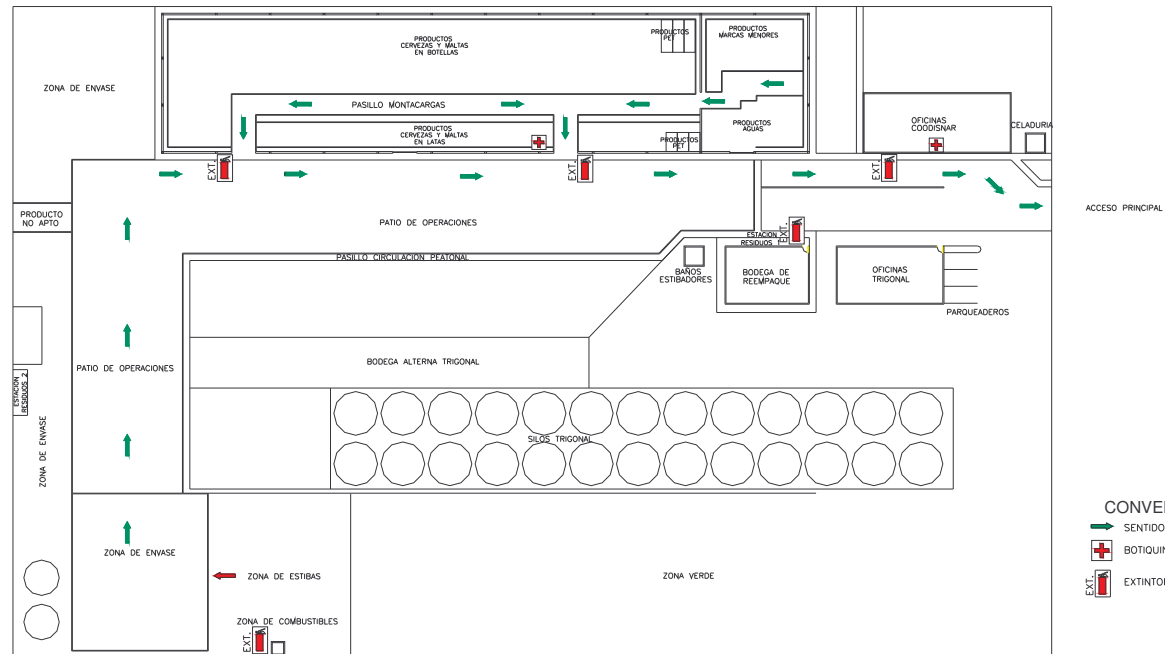 PRODUCTOS
CERVEZAS Y MALTAS
EN BOTELLAS
PRODUCTOS
PET
PRODUCTOS
MARCAS MENORES
ZONA DE ENVASE
PASILLO MONTACARGAS
PRODUCTOS
CERVEZAS Y MALTAS
EN LATAS
PRODUCTOS
PET
PRODUCTOS
AGUAS
OFICINAS
COODISNAR
CELADURIA
EXT.
EXT.
EXT.
PRODUCTO
NO APTO
PATIO DE OPERACIONES
ACCESO PRINCIPAL
EXT.
ESTACION
RESIDUOS 1
PASILLO CIRCULACION PEATONAL
BAÑOS
ESTIBADORES
BODEGA DE
REEMPAQUE
OFICINAS
TRIGONAL
PARQUEADEROS
PATIO DE OPERACIONES
BODEGA ALTERNA TRIGONAL
ESTACION
RESIDUOS 2
ZONA DE ENVASE
SILOS TRIGONAL
ZONA DE ENVASE
ZONA DE ESTIBAS
ZONA VERDE
ZONA DE COMBUSTIBLES
EXT.
CONVE
SENTIDO
BOTIQUIN
EXT.
EXTINTO